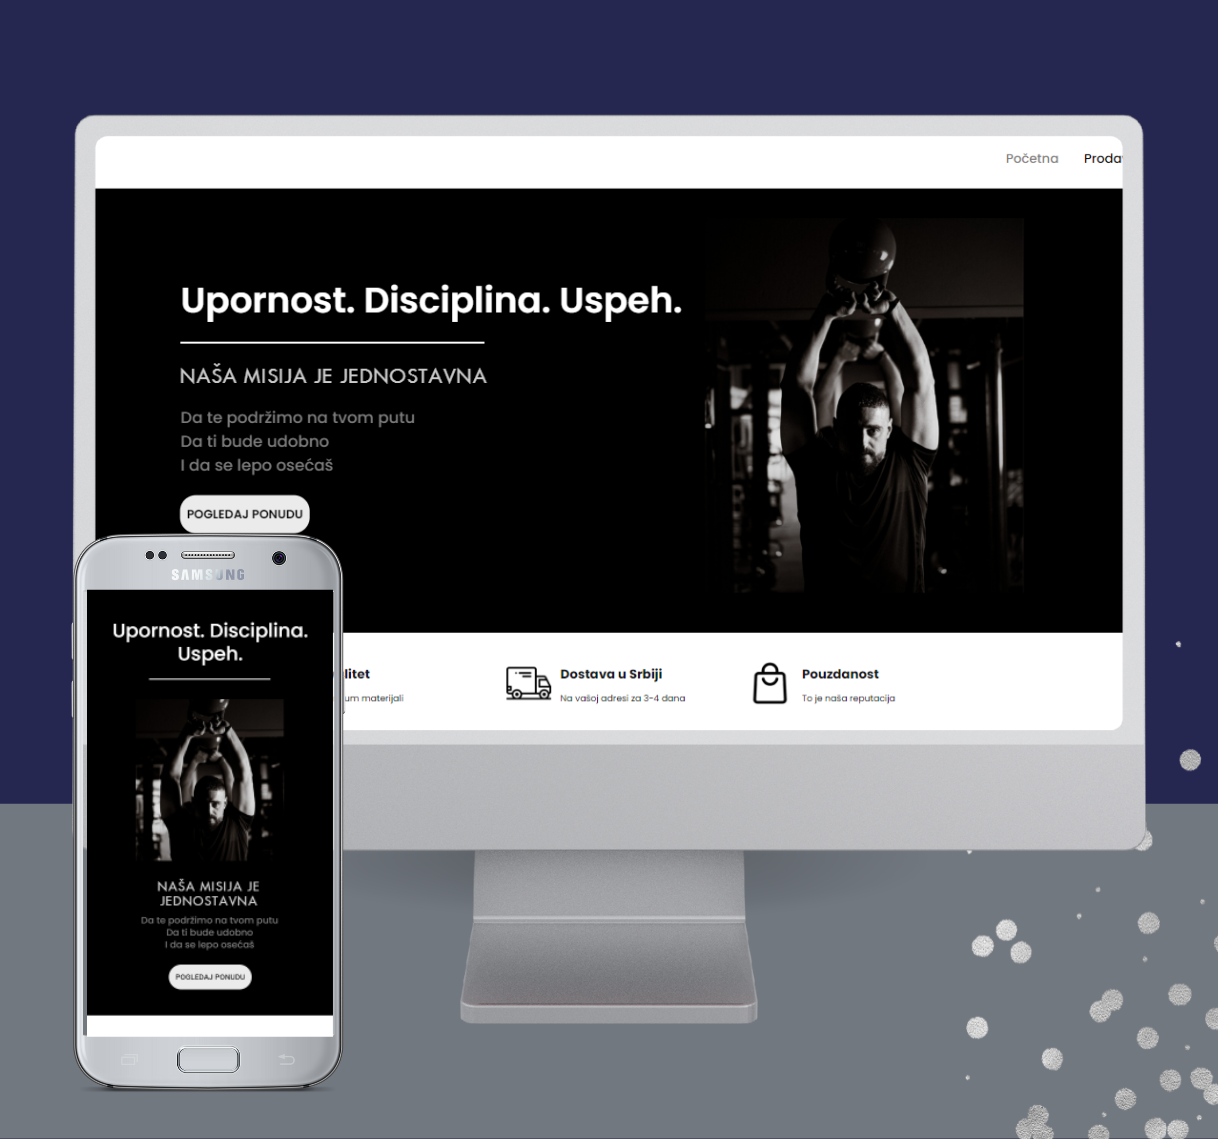 Početna
Upornost. Disciplina. Uspeh.
NAŠA MISIJA JE JEDNOSTAVNA
Da te podržimo na tvom putu
Da ti bude udobno
I da se lepo osećaš
POGLEDAJ PONUDU
litet
um materijali
Dostava u Srbiji
Na vašoj adresi za 3-4 dana
Pouzdanost
To je naša reputacija
SAMSUNG
Upornost. Disciplina.
Uspeh.
NAŠA MISIJA JE
JEDNOSTAVNA
Da te podržimo na tvom putu
Da ti bude udobno
I da se lepo osećaš
POGLEDAJ PONUDU